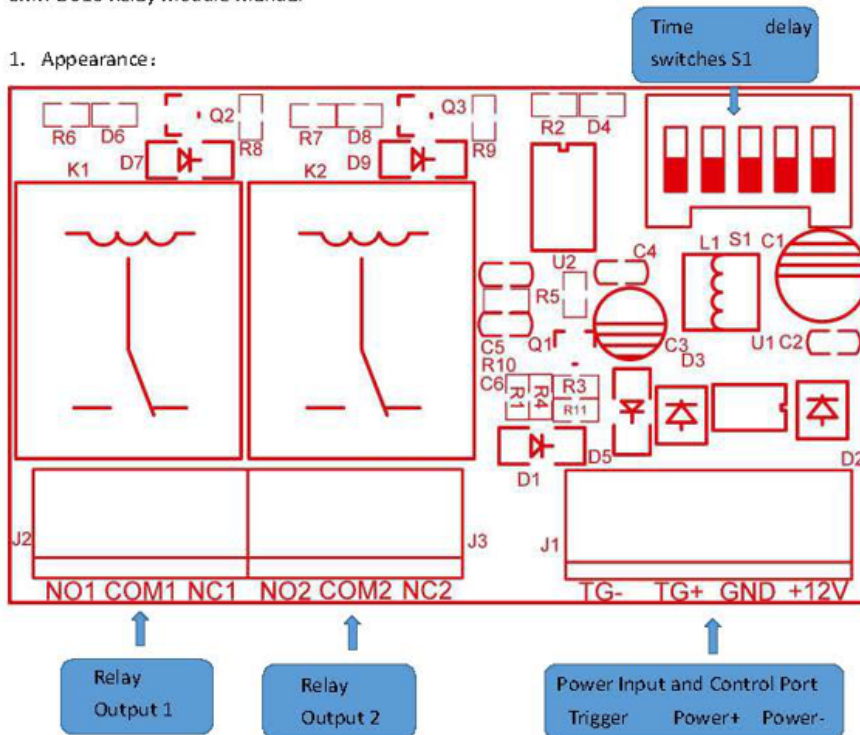 Relay Module Manual
1. Appearance:
Time delay
switches S1
R6 D6 Q2 R8 R7 D8 Q3 R9 R2 D4
K1 D7 K2 D9
U2 C4 L1 S1 C1
R5
C5 Q1 C3 U1 C2
R10 D3
C6 R1 R4 R3
R11
D1 D5 D2
J2 J3 J1
NO1 COM1 NC1 NO2 COM2 NC2 TG- TG+ GND +12V
Relay
Output 1
Relay
Output 2
Power Input and Control Port
Trigger Power+ Power-